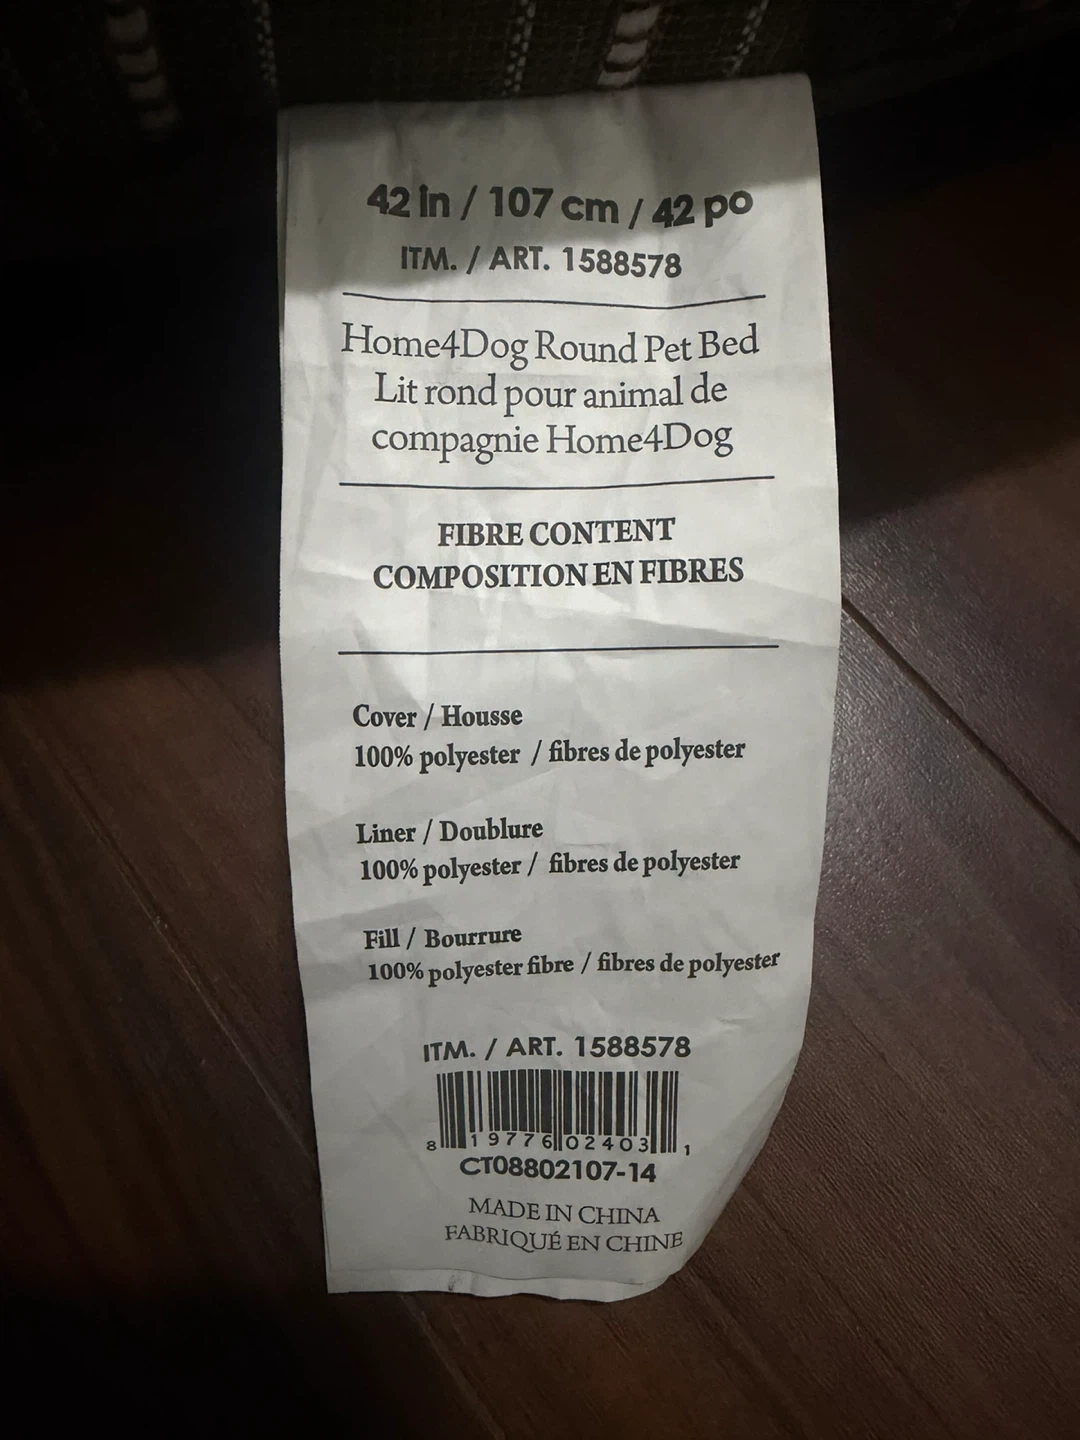 42 in / 107 cm / 42 po
ITM. / ART. 1588578
Home4Dog Round Pet Bed
Lit rond pour animal de
compagnie Home4Dog
FIBRE CONTENT
COMPOSITION EN FIBRES
Cover / Housse
100% polyester / fibres de polyester
Liner / Doublure
100% polyester / fibres de polyester
Fill / Bourrure
100% polyester fibre / fibres de polyester
ITM. / ART. 1588578
8 19776 02403 1
CT08802107-14
MADE IN CHINA
FABRIQUÉ EN CHINE